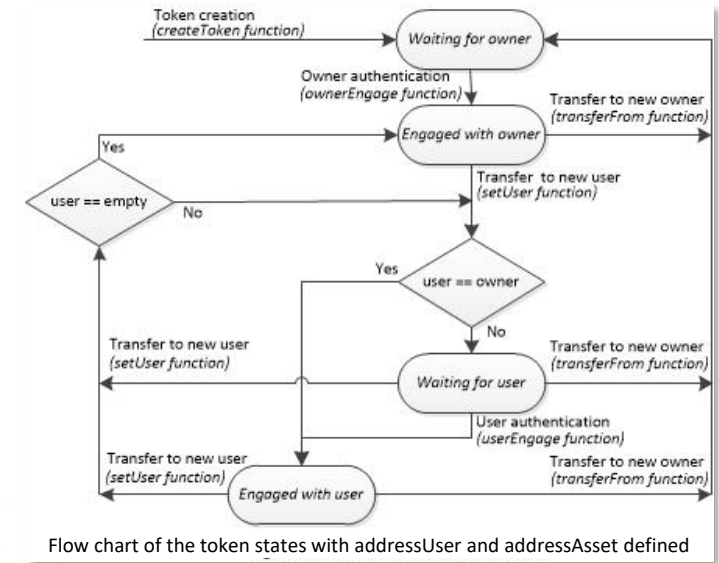 Token creation
(createToken function)
Waiting for owner
Owner authentication
(ownerEngage function)
Transfer to new owner
(transferFrom function)
Engaged with owner
Yes
Transfer to new user
(setUser function)
user == empty
No
Yes
user == owner
No
Transfer to new user
(setUser function)
Transfer to new owner
(transferFrom function)
Waiting for user
User authentication
(userEngage function)
Transfer to new user
(setUser function)
Transfer to new owner
(transferFrom function)
Engaged with user
Flow chart of the token states with addressUser and addressAsset defined